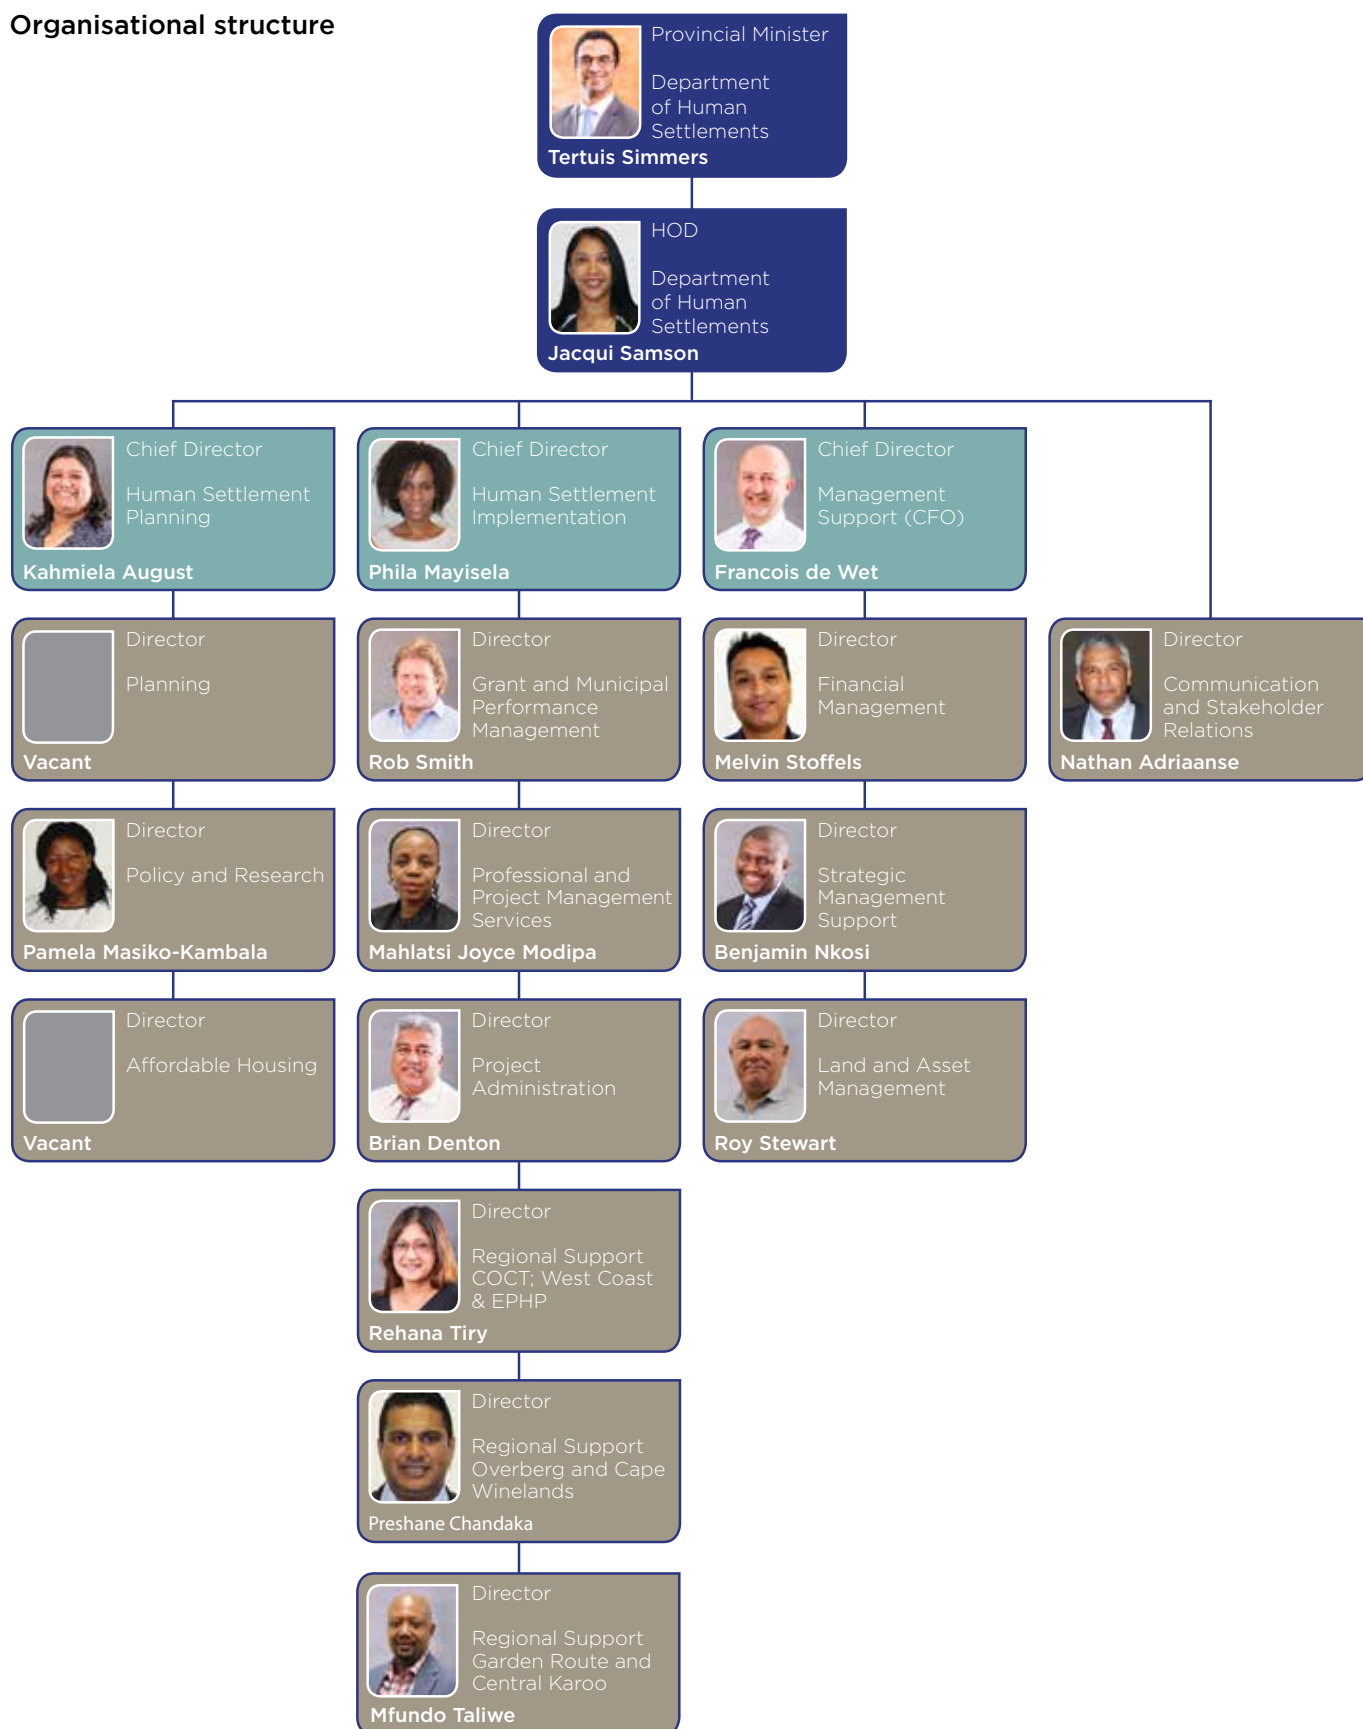 Organisational structure
Provincial Minister
Department
of Human
Settlements
Tertuis Simmers
HOD
Department
of Human
Settlements
Jacqui Samson
Chief Director
Human Settlement
Planning
Kahmiela August
Chief Director
Human Settlement
Implementation
Phila Mayisela
Chief Director
Management
Support (CFO)
Francois de Wet
Director
Planning
Vacant
Director
Grant and Municipal
Performance
Management
Rob Smith
Director
Financial
Management
Melvin Stoffels
Director
Communication
and Stakeholder
Relations
Nathan Adriaanse
Director
Policy and Research
Pamela Masiko-Kambala
Director
Professional and
Project Management
Services
Mahlatsi Joyce Modipa
Director
Strategic
Management
Support
Benjamin Nkosi
Director
Affordable Housing
Vacant
Director
Project
Administration
Brian Denton
Director
Land and Asset
Management
Roy Stewart
Director
Regional Support
COCT; West Coast
& EPHP
Rehana Tiry
Director
Regional Support
Overberg and Cape
Winelands
Preshane Chandaka
Director
Regional Support
Garden Route and
Central Karoo
Mfundo Taliwe